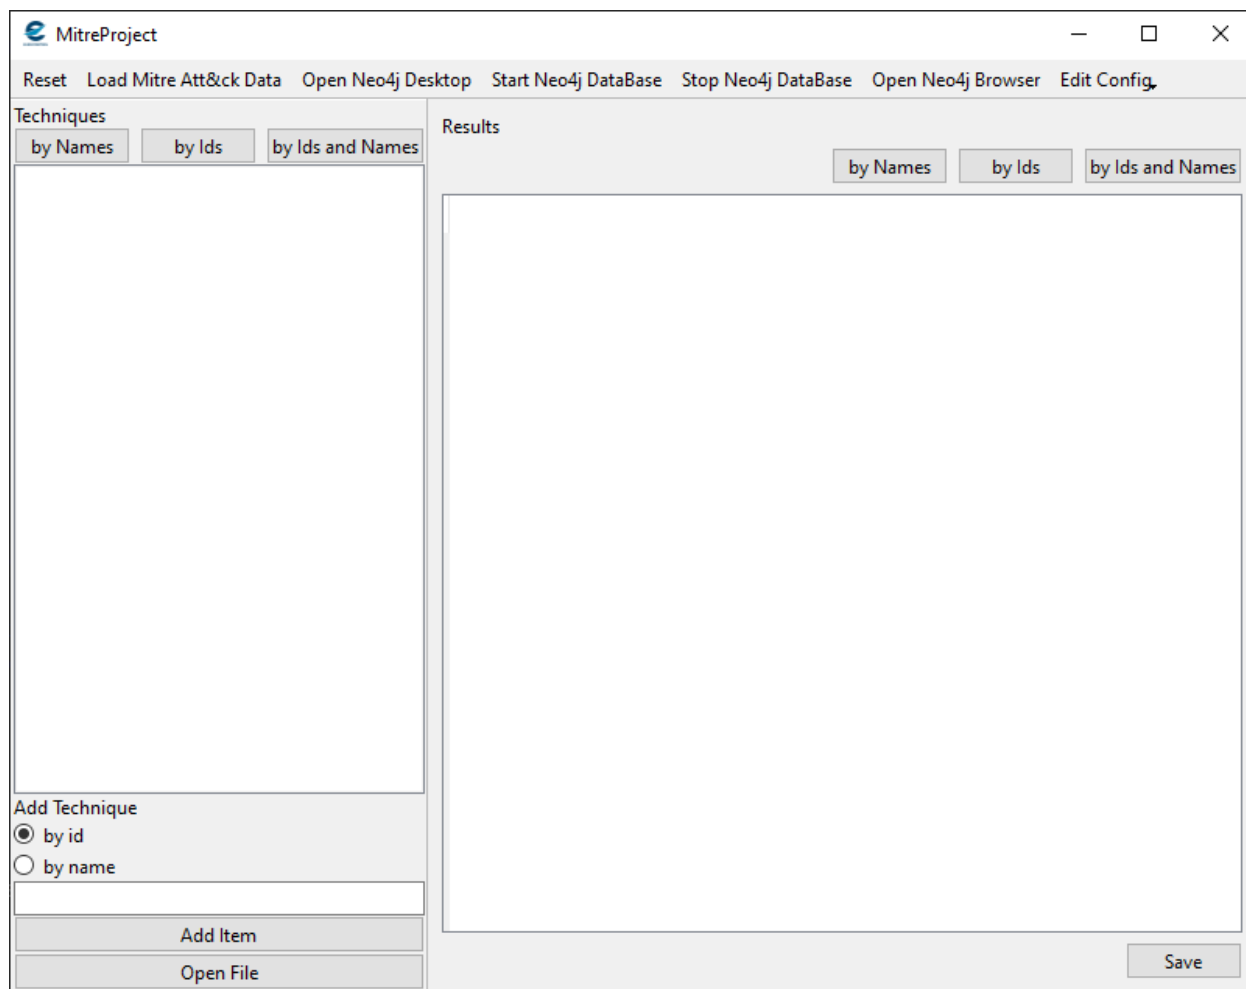 MitreProject
Reset Load Mitre Att&ck Data Open Neo4j Desktop Start Neo4j DataBase Stop Neo4j DataBase Open Neo4j Browser Edit Config
Techniques
by Names by Ids by Ids and Names
Results
by Names by Ids by Ids and Names
Add Technique
by id
by name
Add Item
Open File
Save